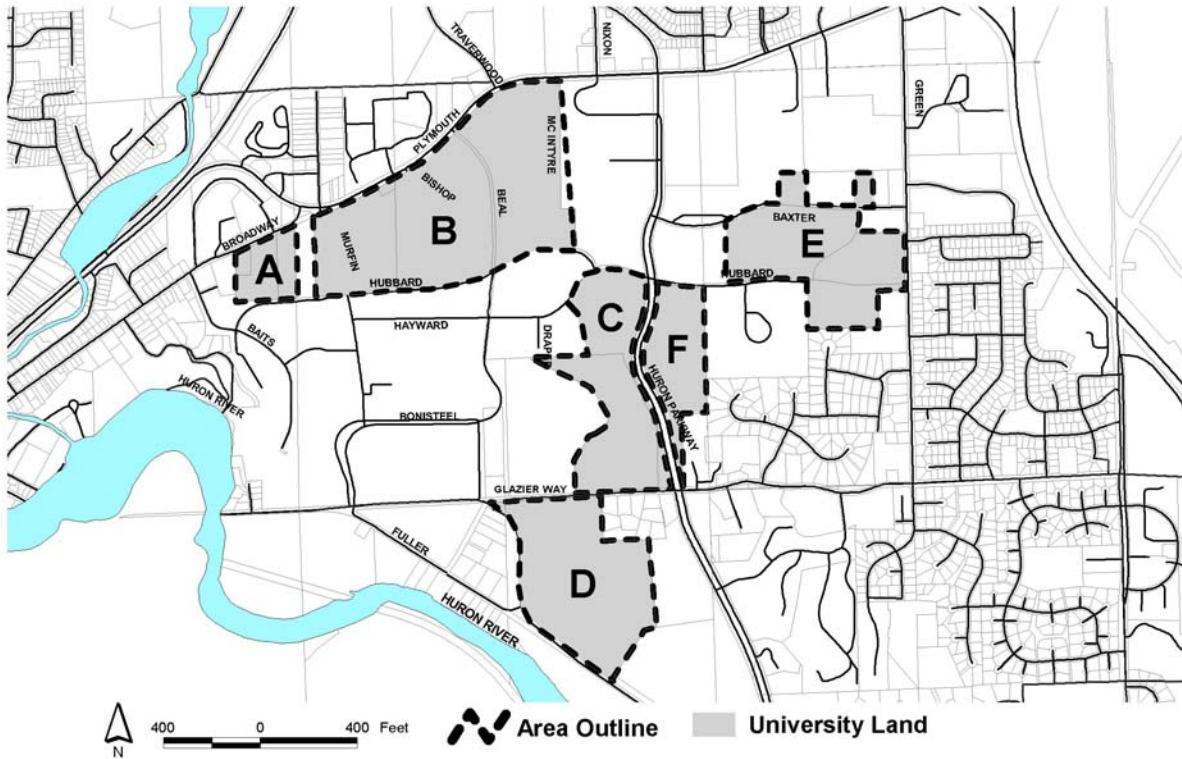 TRAVERWOOD
NIXON
GREEN
PLYMOUTH
MC INTYRE
BISHOP
BEAL
B
BROADWAY
MURFIN
A
HUBBARD
BAXTER
E
HUBBARD
HAYWARD
C
BAITS
F
HURON RIVER
HURON PARKWAY
BONISTEEL
GLAZIER WAY
FULLER
D
HURON RIVER
400 0 400 Feet
N
Area Outline
University Land